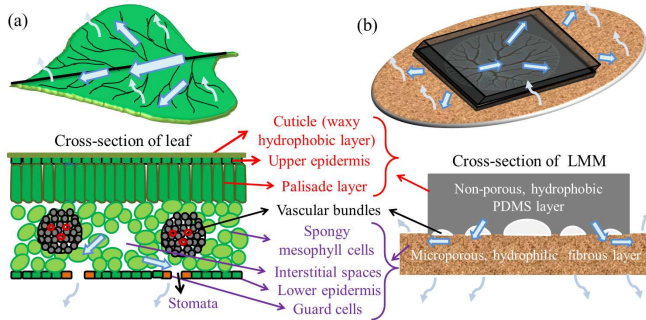 (a)
(b)
Cross-section of leaf
Cuticle (waxy
hydrophobic layer)
Upper epidermis
Palisade layer
Vascular bundles
Spongy
mesophyll cells
Interstitial spaces
Lower epidermis
Guard cells
Stomata
Cross-section of LMM
Non-porous, hydrophobic
PDMS layer
Microporous, hydrophilic fibrous layer